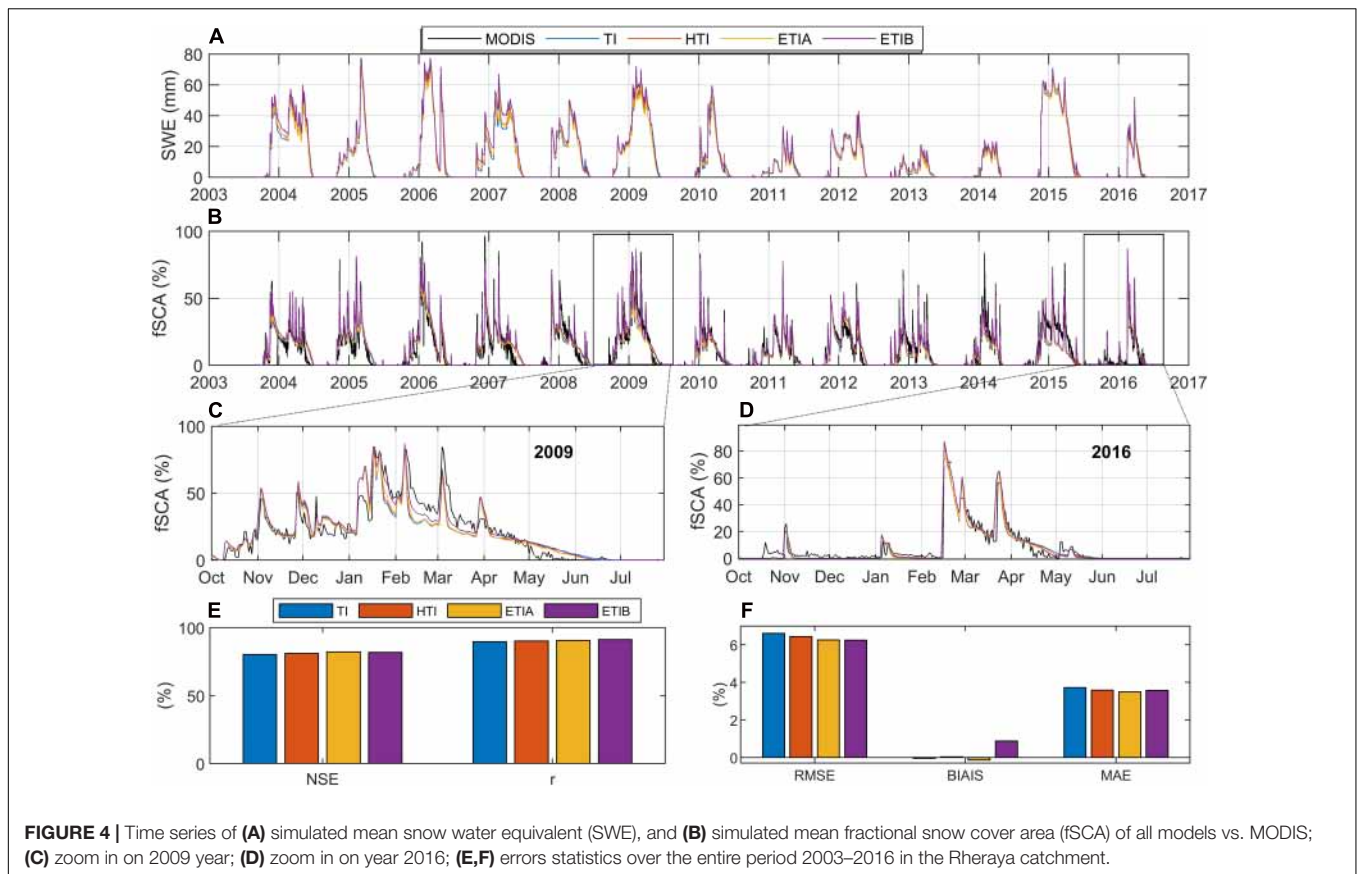 A
MODIS TI HTI ETIA ETIB
SWE (mm)
80
60
40
20
0
2003 2004 2005 2006 2007 2008 2009 2010 2011 2012 2013 2014 2015 2016 2017
B
fSCA (%)
100
50
0
2003 2004 2005 2006 2007 2008 2009 2010 2011 2012 2013 2014 2015 2016 2017
C
fSCA (%)
100
50
0
2009
Oct Nov Dec Jan Feb Mar Apr May Jun Jul
D
fSCA (%)
80
60
40
20
0
2016
Oct Nov Dec Jan Feb Mar Apr May Jun Jul
E
TI HTI ETIA ETIB
(%)
100
50
0
NSE r
F
(%)
6
4
2
0
RMSE BIAIS MAE
FIGURE 4 | Time series of (A) simulated mean snow water equivalent (SWE), and (B) simulated mean fractional snow cover area (fSCA) of all models vs. MODIS;
(C) zoom in on 2009 year; (D) zoom in on year 2016; (E,F) errors statistics over the entire period 2003–2016 in the Rheraya catchment.